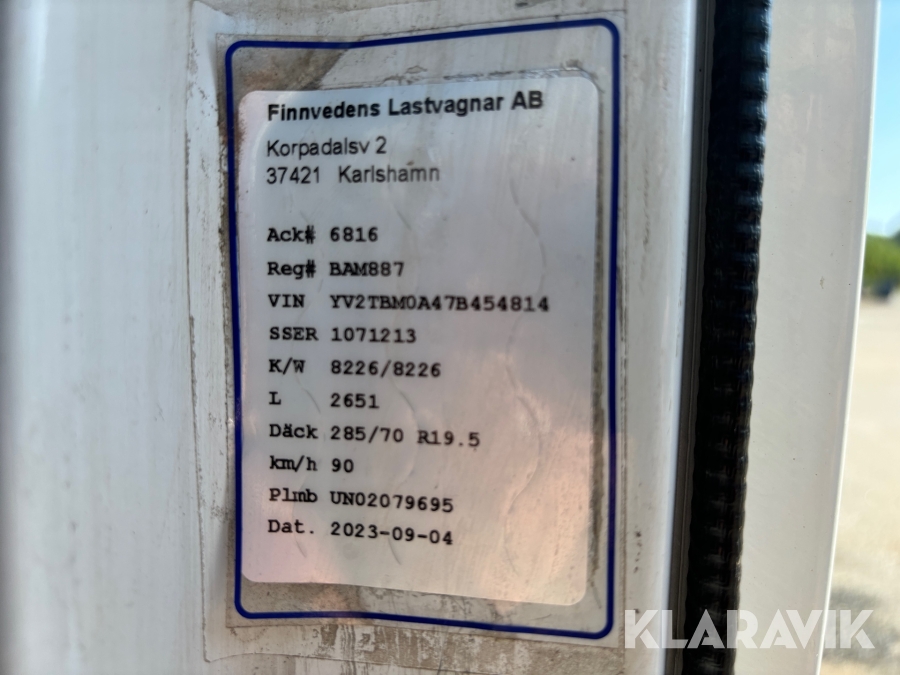 Finnvedens Lastvagnar AB
Korpadalsv 2
37421 Karlshamn
Ack# 6816
Reg# BAM887
VIN YV2TBM0A47B454814
SSER 1071213
K/W 8226/8226
L 2651
Däck 285/70 R19.5
km/h 90
Plmb UN02079695
Dat. 2023-09-04
KLARAVIK